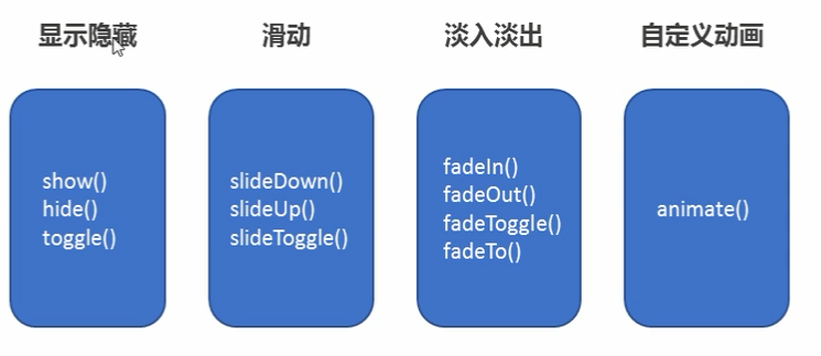 显示隐藏
show()
hide()
toggle()
滑动
slideDown()
slideUp()
slideToggle()
淡入淡出
fadeIn()
fadeOut()
fadeToggle()
fadeTo()
自定义动画
animate()